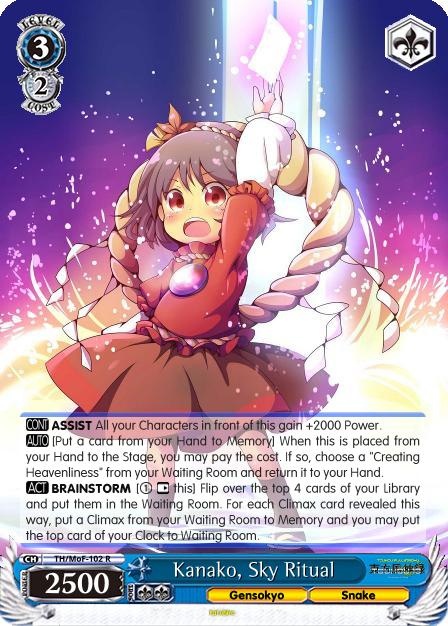 LEVEL
3
2
COST
CONT ASSIST All your Characters in front of this gain +2000 Power.
AUTO [Put a card from your Hand to Memory] When this is placed from
your Hand to the Stage, you may pay the cost. If so, choose a "Creating
Heavenliness" from your Waiting Room and return it to your Hand.
ACT BRAINSTORM [① this] Flip over the top 4 cards of your Library
and put them in the Waiting Room. For each Climax card revealed this
way, put a Climax from your Waiting Room to Memory and you may put
the top card of your Clock to Waiting Room.
CH TH/MoF-102 R
POWER 2500 SOUL Kanako, Sky Ritual
Gensokyo Snake